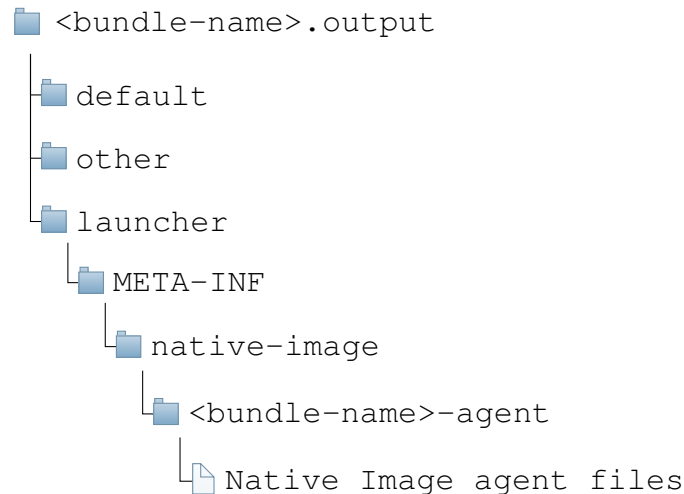 <bundle-name>.output
default
other
launcher
META-INF
native-image
<bundle-name>-agent
Native Image agent files